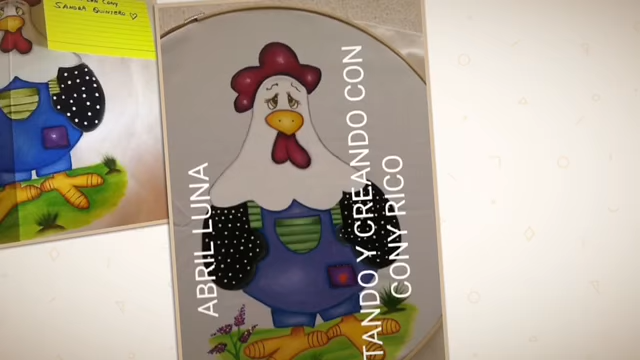 SANDRA QUINTERO
ABRIL LUNA
TANDO Y CREANDO CON
CONY RICO